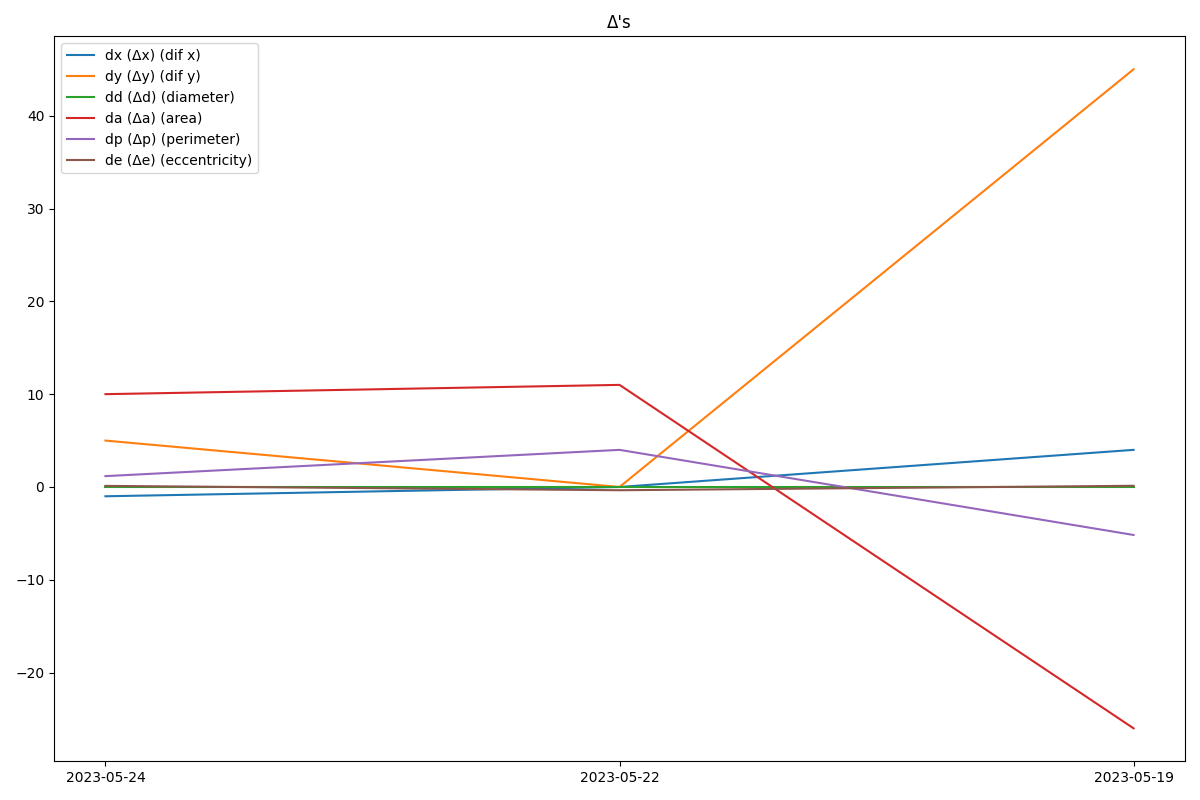 Δ's
dx (Δx) (dif x)
dy (Δy) (dif y)
dd (Δd) (diameter)
da (Δa) (area)
dp (Δp) (perimeter)
de (Δe) (eccentricity)
40
30
20
10
0
−10
−20
2023-05-24 2023-05-22 2023-05-19